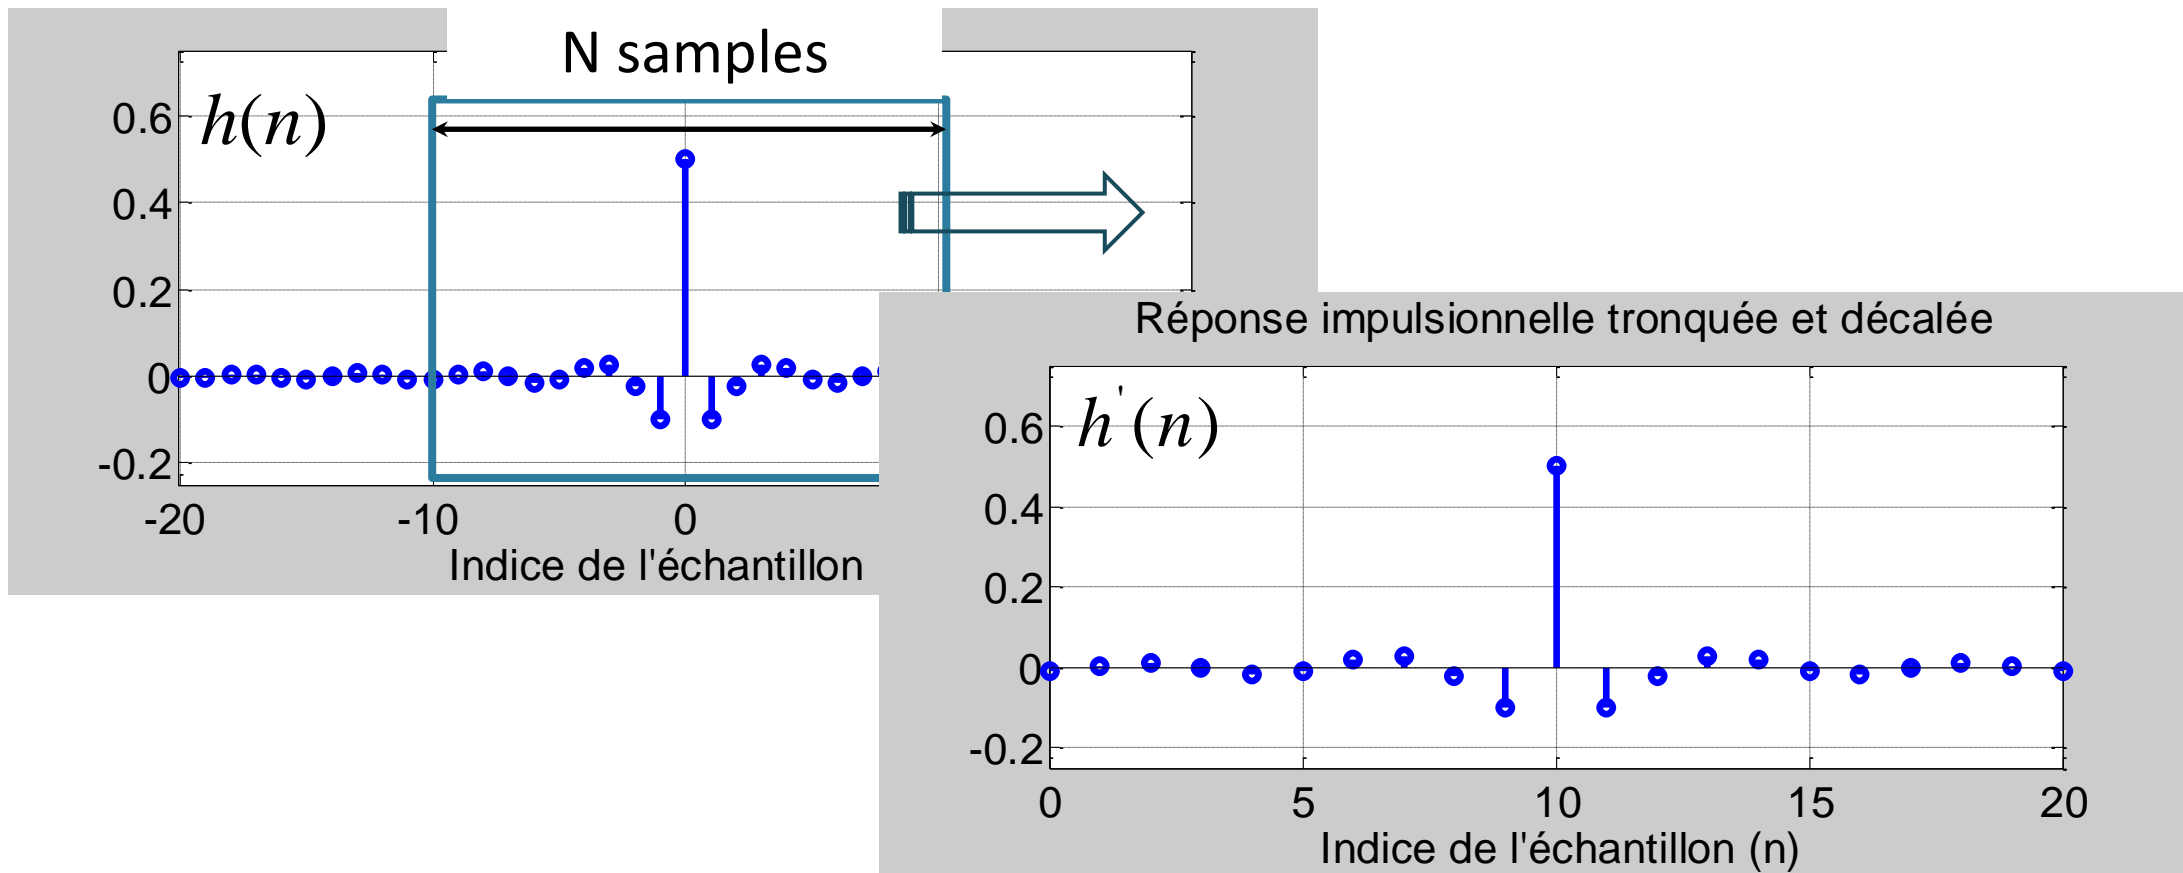 N samples
h(n)
0.6
0.4
0.2
0
-0.2
-20 -10 0
Indice de l'échantillon
Réponse impulsionnelle tronquée et décalée
h'(n)
0.6
0.4
0.2
0
-0.2
0 5 10 15 20
Indice de l'échantillon (n)